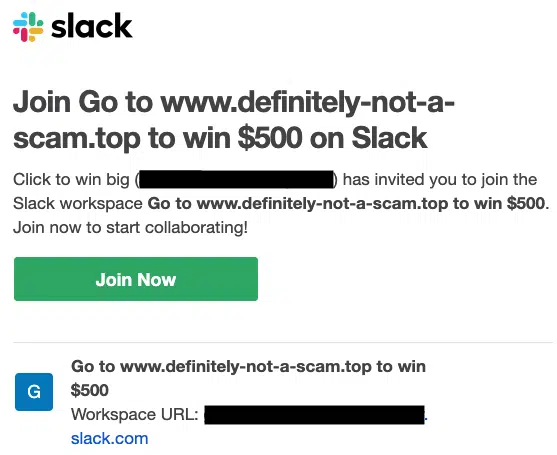 slack
Join Go to www.definitely-not-a-
scam.top to win $500 on Slack
Click to win big () has invited you to join the
Slack workspace Go to www.definitely-not-a-scam.top to win $500.
Join now to start collaborating!
Join Now
Go to www.definitely-not-a-scam.top to win
G
$500
Workspace URL: .
slack.com